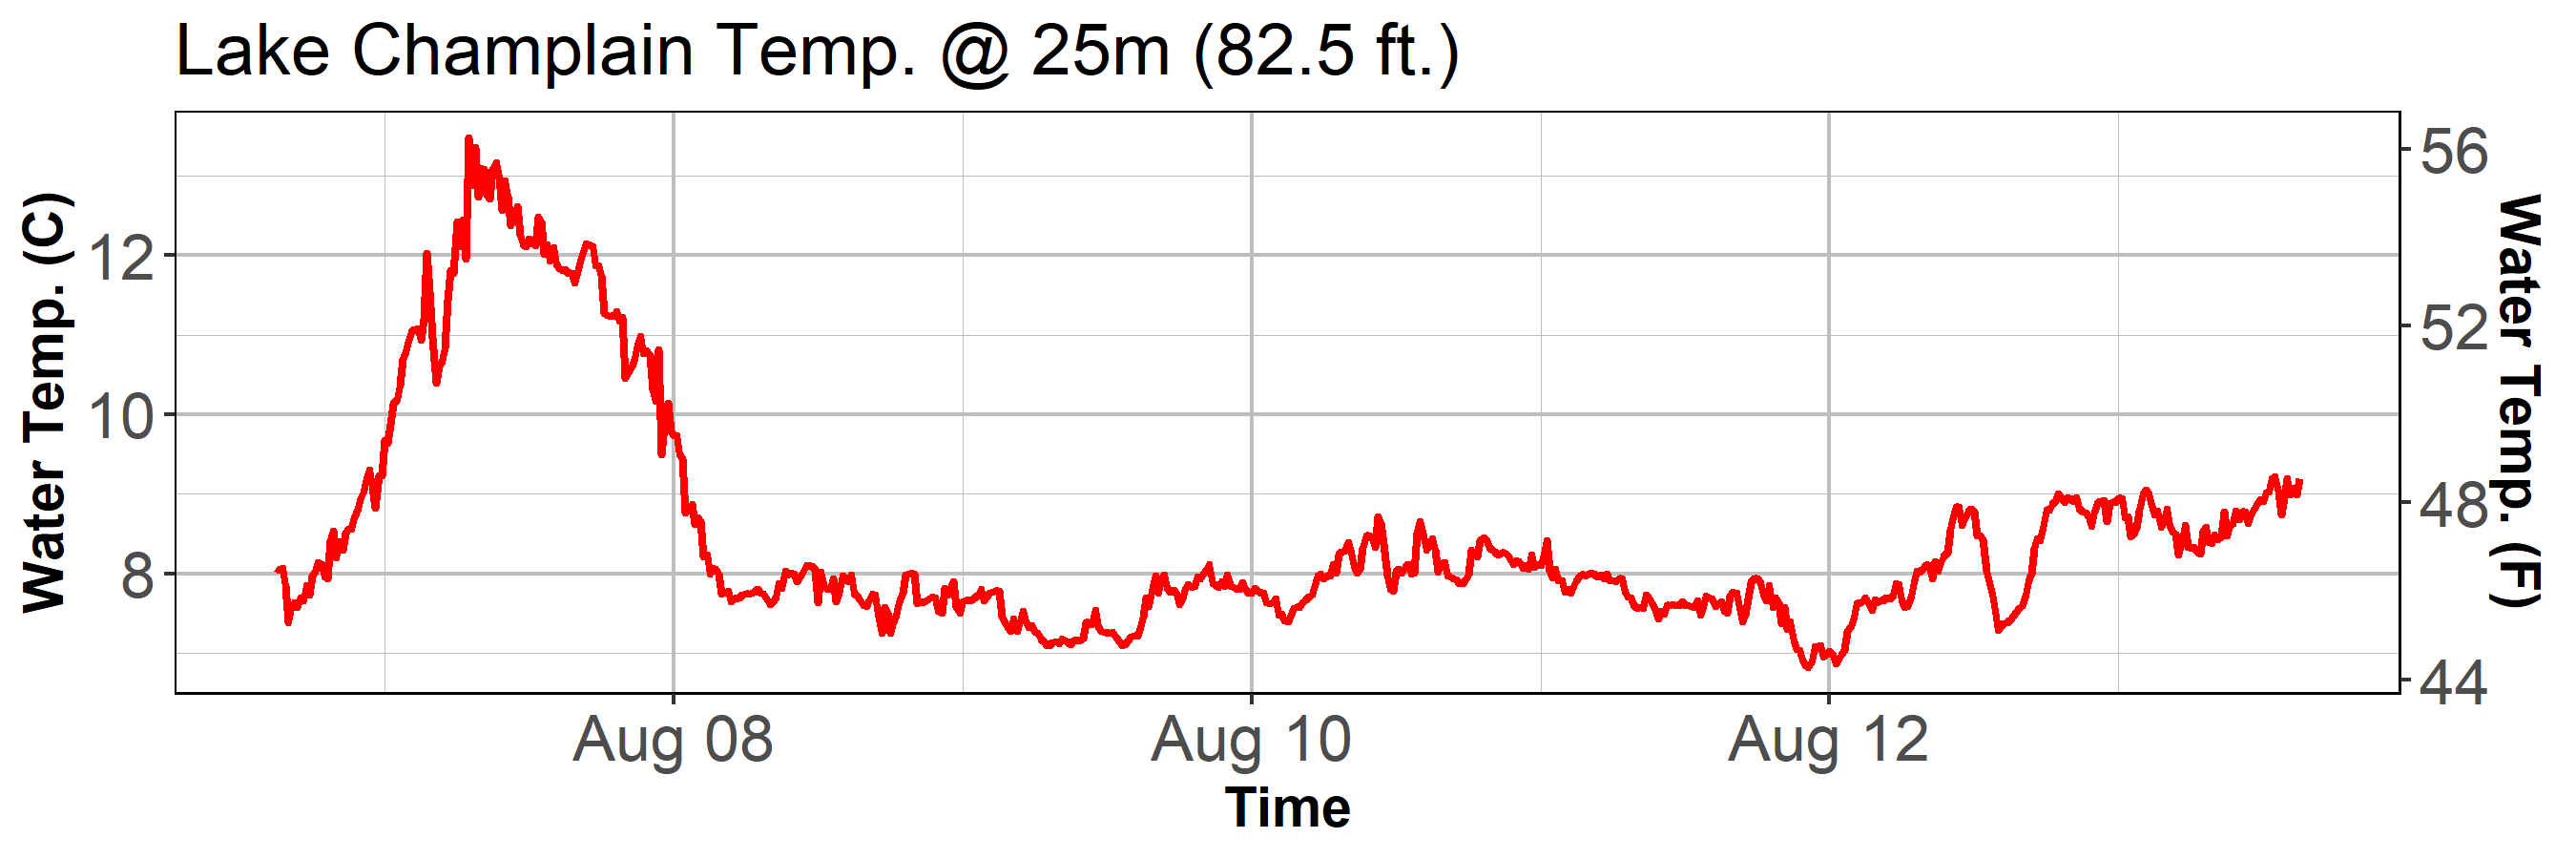 Lake Champlain Temp. @ 25m (82.5 ft.)
Water Temp. (C)
12
10
8
56
52
48
44
Water Temp. (F)
Aug 08
Aug 10
Aug 12
Time